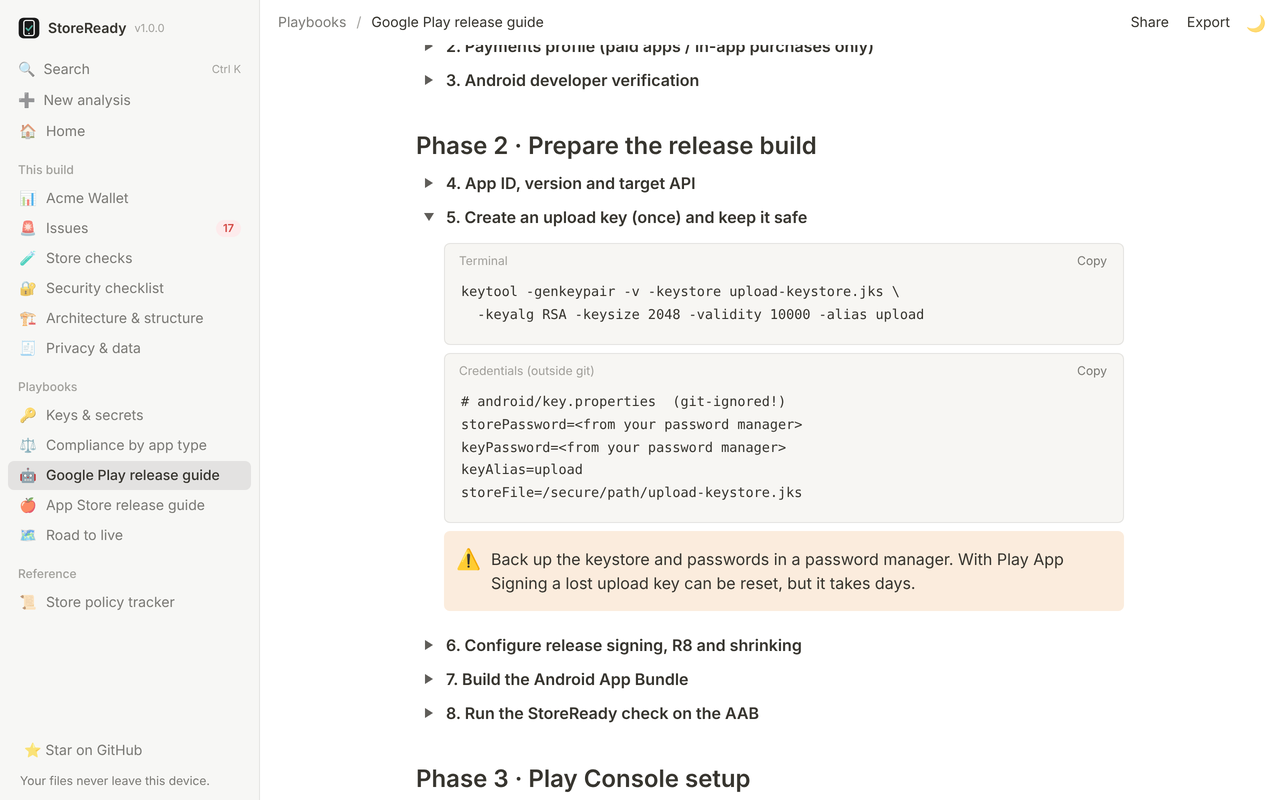 StoreReady v1.0.0
Search Ctrl K
New analysis
Home
This build
Acme Wallet
Issues 17
Store checks
Security checklist
Architecture & structure
Privacy & data
Playbooks
Keys & secrets
Compliance by app type
Google Play release guide
App Store release guide
Road to live
Reference
Store policy tracker
Star on GitHub
Your files never leave this device.
Playbooks / Google Play release guide
Share Export
2. Payments profile (paid apps / in-app purchases only)
3. Android developer verification
Phase 2 · Prepare the release build
4. App ID, version and target API
5. Create an upload key (once) and keep it safe
Terminal Copy
keytool -genkeypair -v -keystore upload-keystore.jks \
-keyalg RSA -keysize 2048 -validity 10000 -alias upload
Credentials (outside git) Copy
# android/key.properties (git-ignored!)
storePassword=<from your password manager>
keyPassword=<from your password manager>
keyAlias=upload
storeFile=/secure/path/upload-keystore.jks
Back up the keystore and passwords in a password manager. With Play App
Signing a lost upload key can be reset, but it takes days.
6. Configure release signing, R8 and shrinking
7. Build the Android App Bundle
8. Run the StoreReady check on the AAB
Phase 3 · Play Console setup